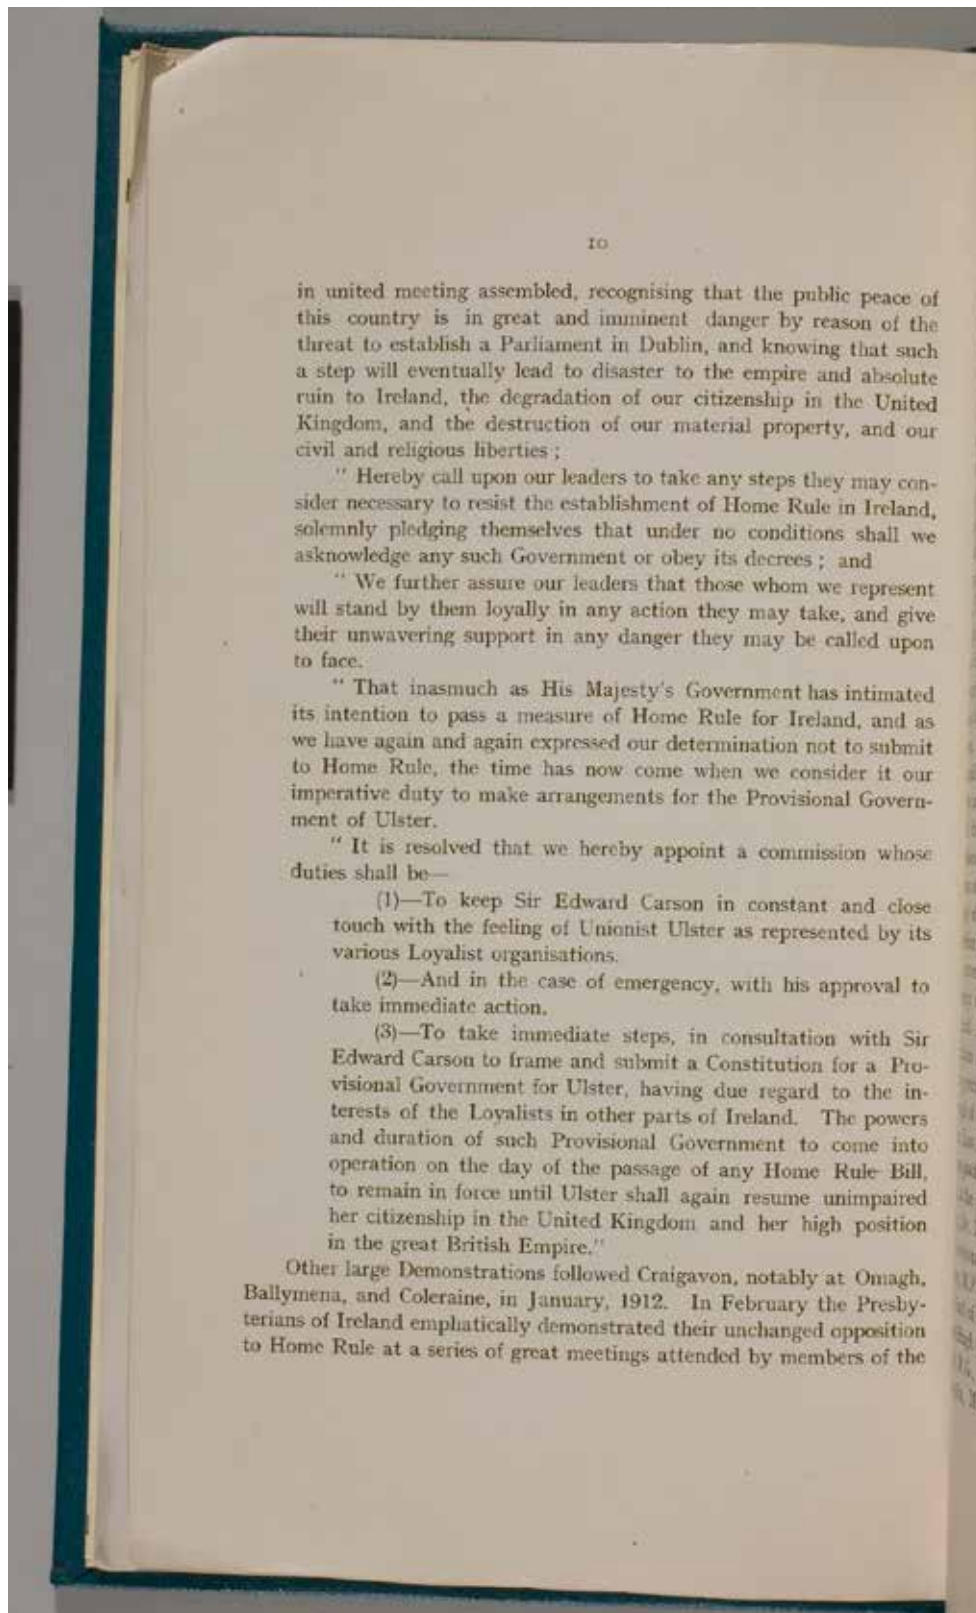 10
in united meeting assembled, recognising that the public peace of
this country is in great and imminent danger by reason of the
threat to establish a Parliament in Dublin, and knowing that such
a step will eventually lead to disaster to the empire and absolute
ruin to Ireland, the degradation of our citizenship in the United
Kingdom, and the destruction of our material property, and our
civil and religious liberties ;
" Hereby call upon our leaders to take any steps they may con-
sider necessary to resist the establishment of Home Rule in Ireland,
solemnly pledging themselves that under no conditions shall we
asknowledge any such Government or obey its decrees ; and
" We further assure our leaders that those whom we represent
will stand by them loyally in any action they may take, and give
their unwavering support in any danger they may be called upon
to face.
" That inasmuch as His Majesty's Government has intimated
its intention to pass a measure of Home Rule for Ireland, and as
we have again and again expressed our determination not to submit
to Home Rule, the time has now come when we consider it our
imperative duty to make arrangements for the Provisional Govern-
ment of Ulster.
" It is resolved that we hereby appoint a commission whose
duties shall be—
(1)—To keep Sir Edward Carson in constant and close
touch with the feeling of Unionist Ulster as represented by its
various Loyalist organisations.
(2)—And in the case of emergency, with his approval to
take immediate action.
(3)—To take immediate steps, in consultation with Sir
Edward Carson to frame and submit a Constitution for a Pro-
visional Government for Ulster, having due regard to the in-
terests of the Loyalists in other parts of Ireland. The powers
and duration of such Provisional Government to come into
operation on the day of the passage of any Home Rule Bill,
to remain in force until Ulster shall again resume unimpaired
her citizenship in the United Kingdom and her high position
in the great British Empire."
Other large Demonstrations followed Craigavon, notably at Omagh,
Ballymena, and Coleraine, in January, 1912. In February the Presby-
terians of Ireland emphatically demonstrated their unchanged opposition
to Home Rule at a series of great meetings attended by members of the